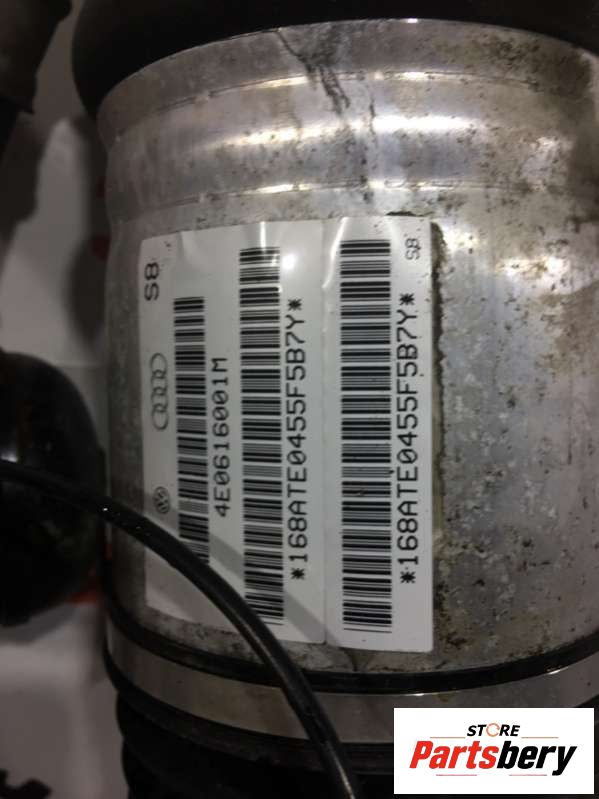 S8
4E0616001M
*168ATE0455F5B7Y*
*168ATE0455F5B7Y*
S8
STORE
Partsbery